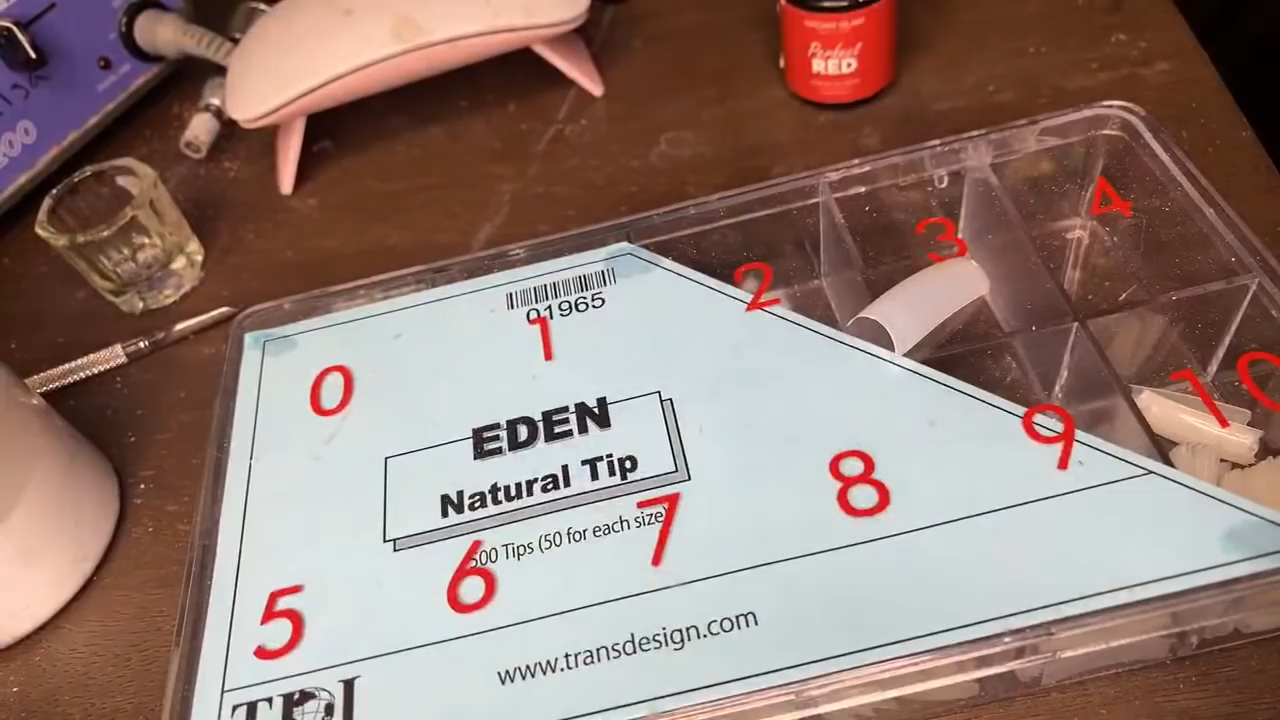 Perfect
RED
01965
0 1 2 3 4
EDEN
Natural Tip
500 Tips (50 for each size)
5 6 7 8 9 10
www.transdesign.com
TDI